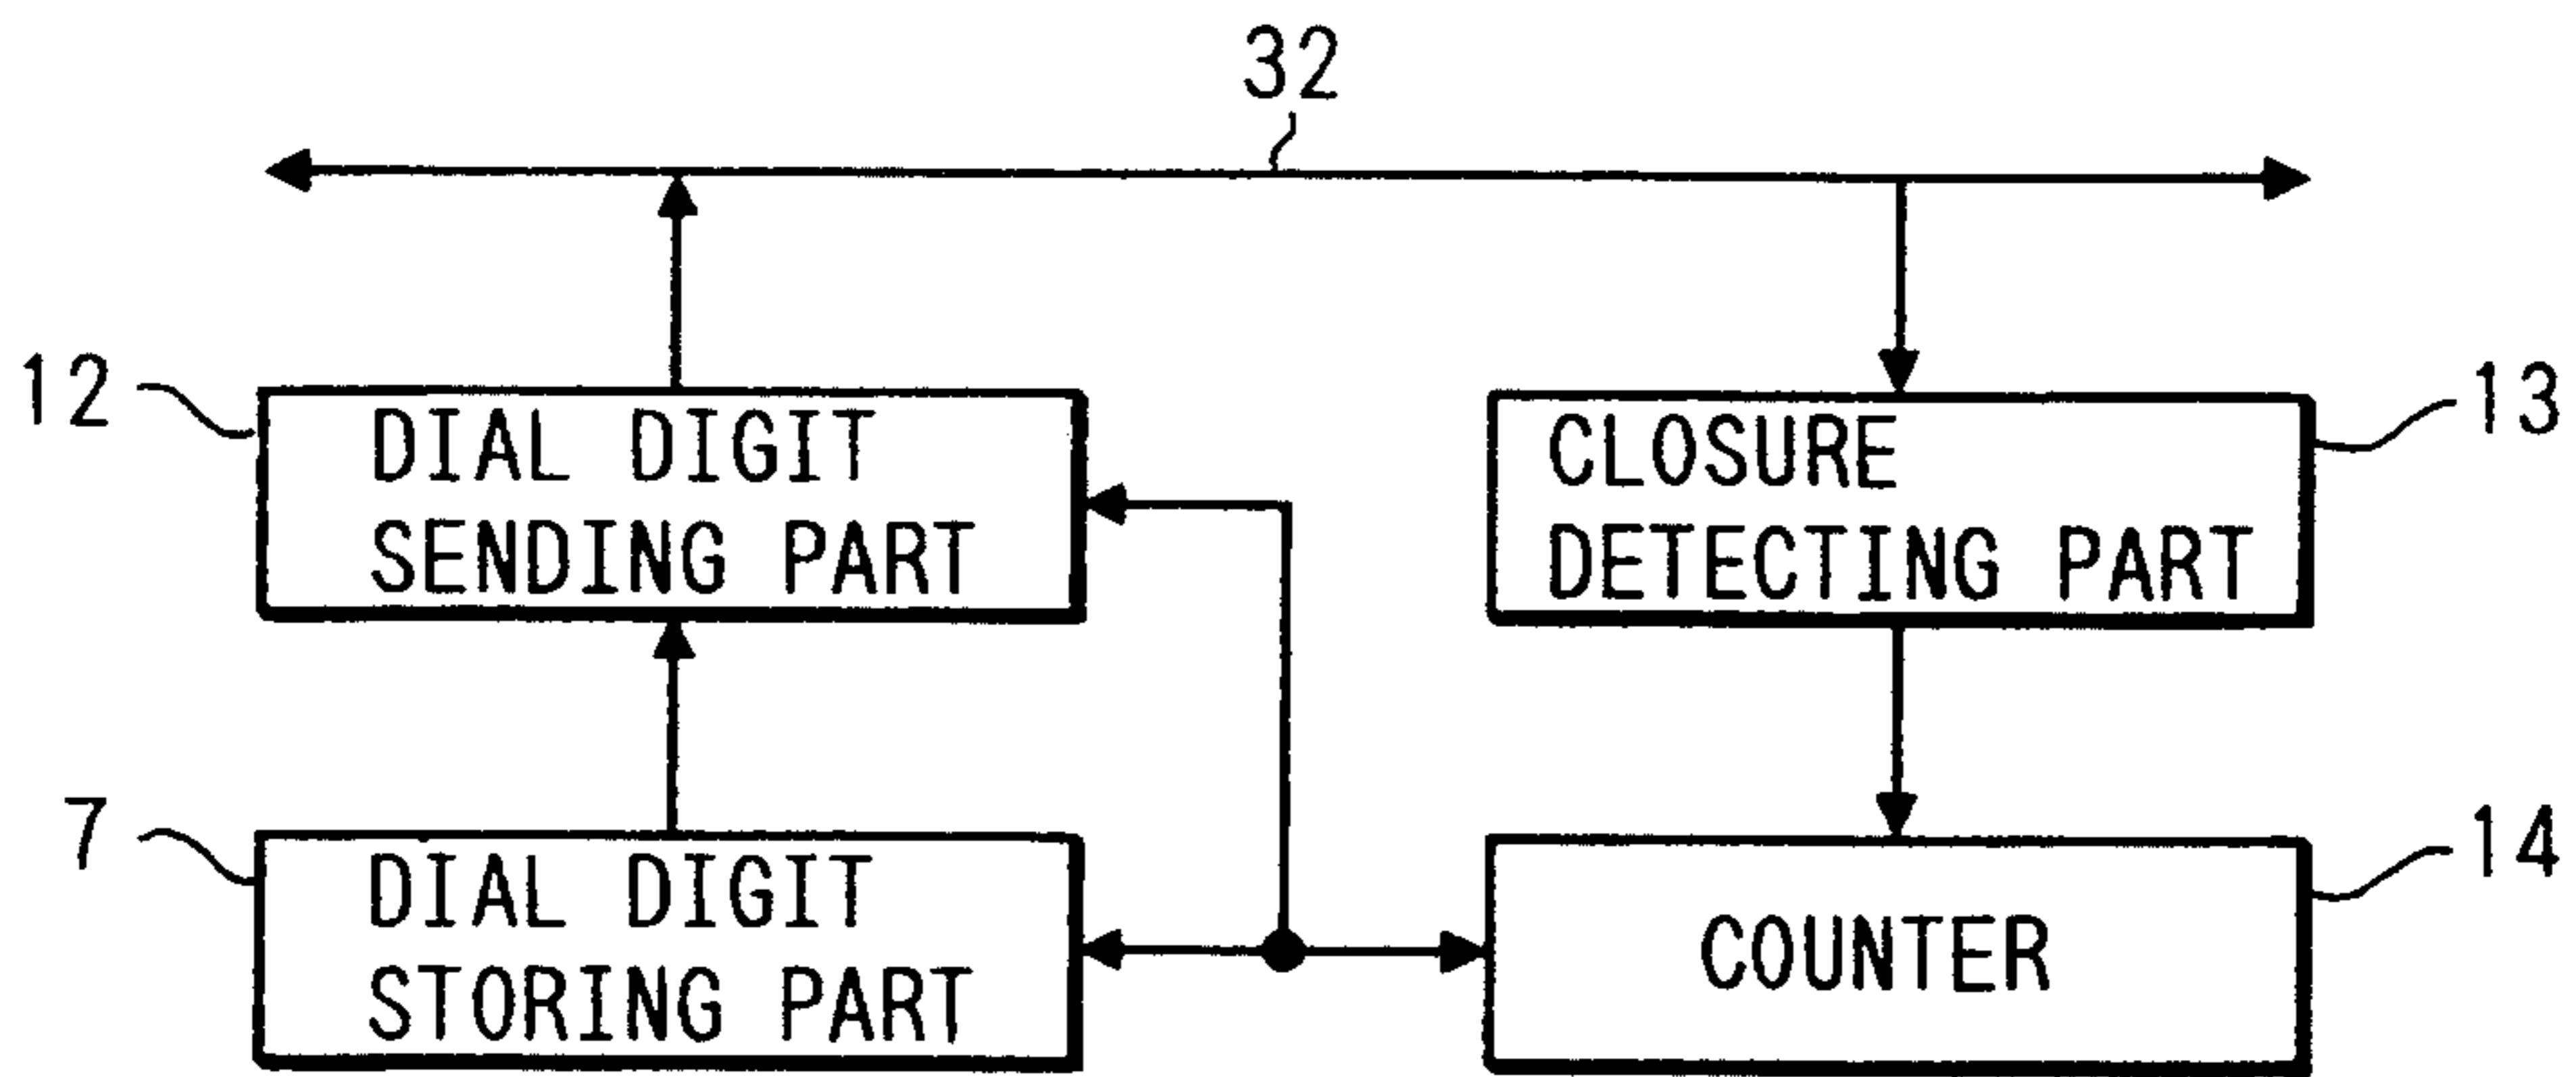 32
12
DIAL DIGIT
SENDING PART
CLOSURE
DETECTING PART
13
7
DIAL DIGIT
STORING PART
COUNTER
14